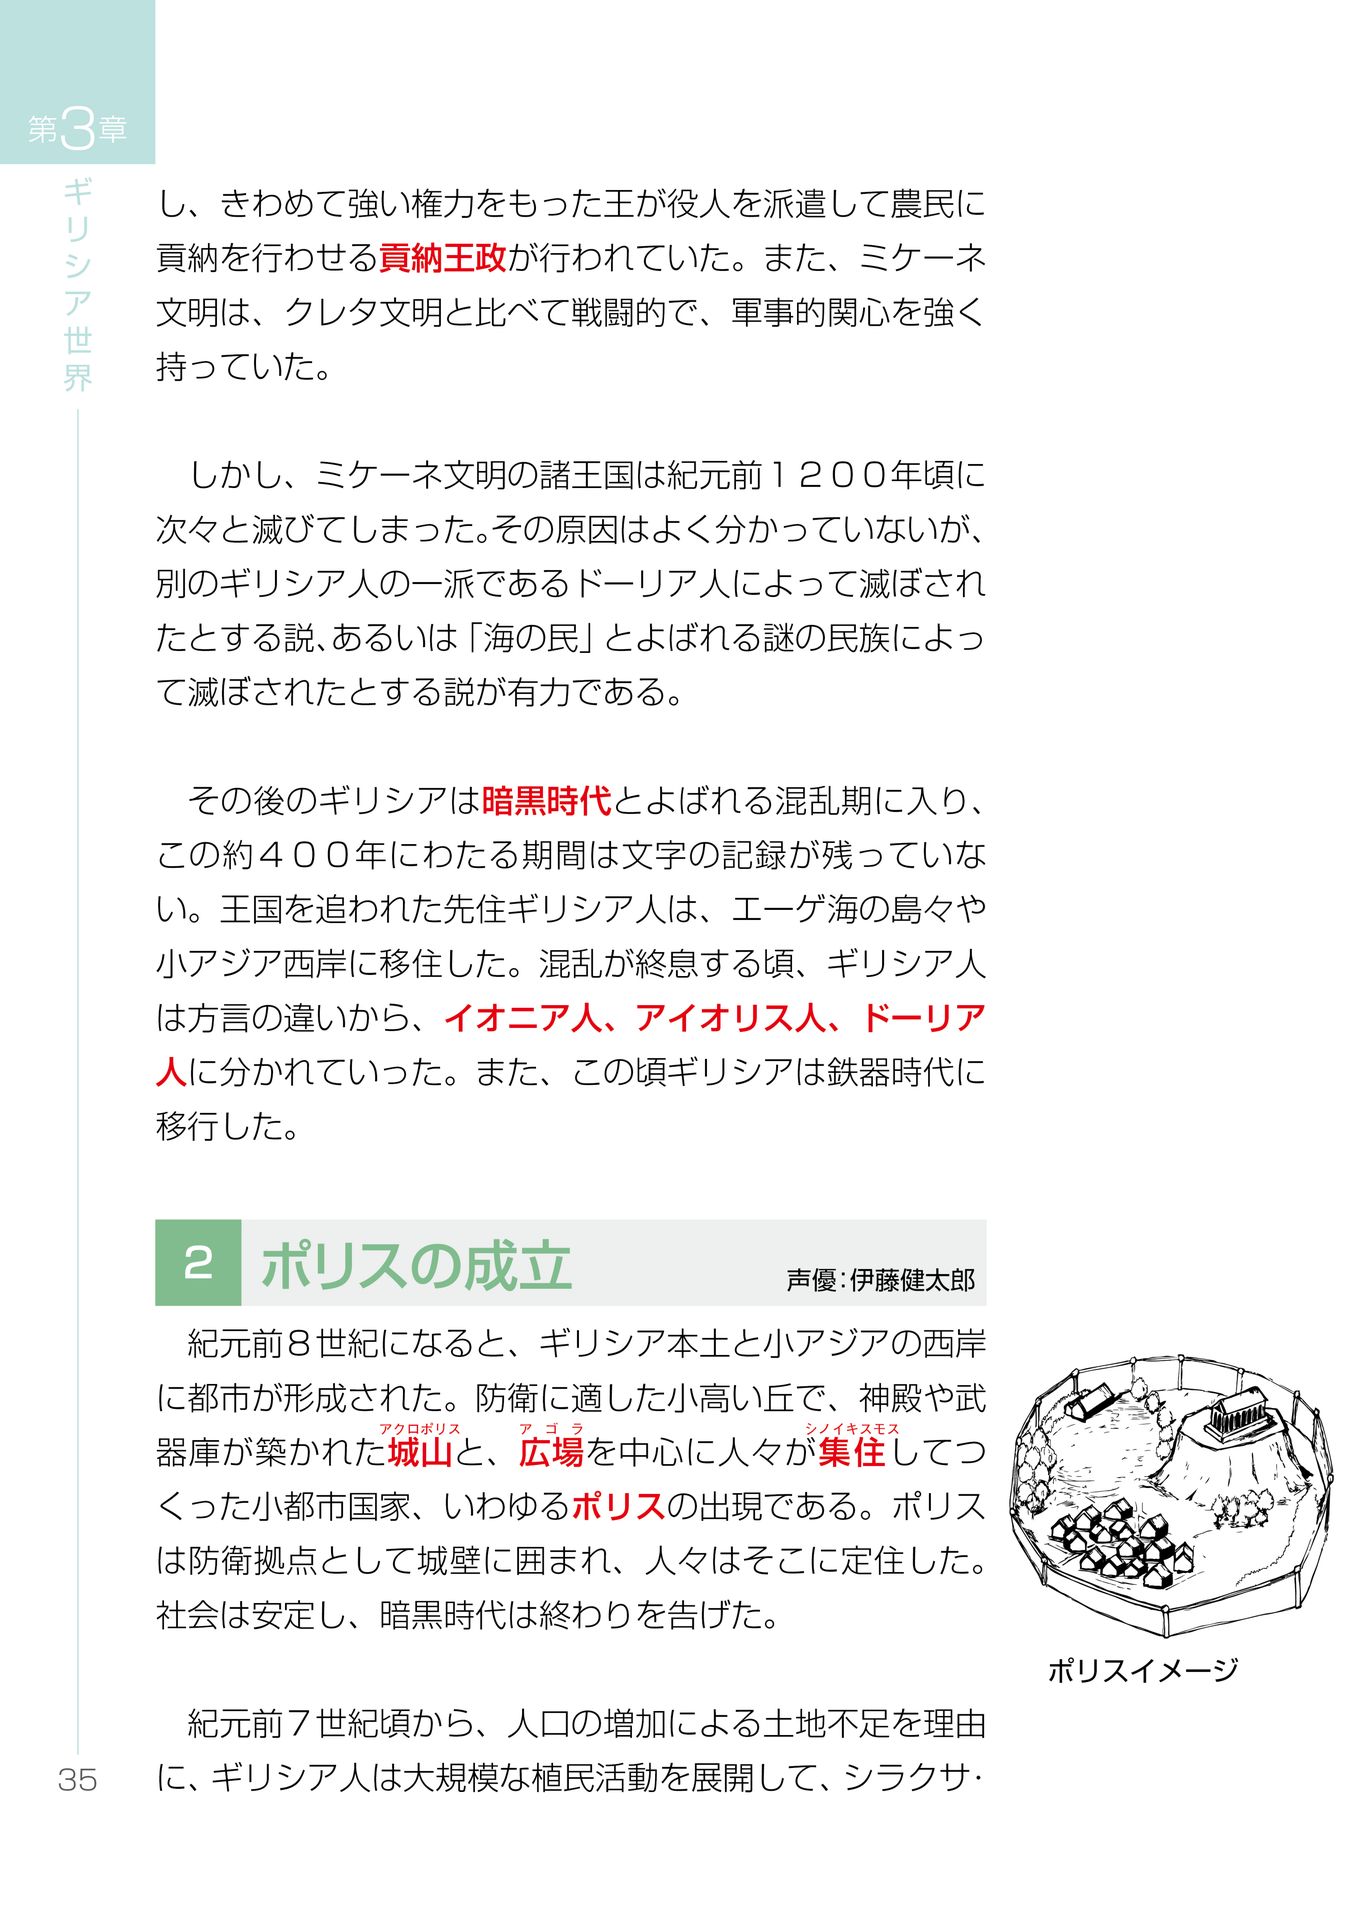 第3章
ギリシア世界
し、きわめて強い権力をもった王が役人を派遣して農民に
貢納を行わせる貢納王政が行われていた。また、ミケーネ
文明は、クレタ文明と比べて戦闘的で、軍事的関心を強く
持っていた。
しかし、ミケーネ文明の諸王国は紀元前１２００年頃に
次々と滅びてしまった。その原因はよく分かっていないが、
別のギリシア人の一派であるドーリア人によって滅ぼされ
たとする説、あるいは「海の民」とよばれる謎の民族によっ
て滅ぼされたとする説が有力である。
その後のギリシアは暗黒時代とよばれる混乱期に入り、
この約４００年にわたる期間は文字の記録が残っていな
い。王国を追われた先住ギリシア人は、エーゲ海の島々や
小アジア西岸に移住した。混乱が終息する頃、ギリシア人
は方言の違いから、イオニア人、アイオリス人、ドーリア
人に分かれていった。また、この頃ギリシアは鉄器時代に
移行した。
2 ポリスの成立 声優：伊藤健太郎
紀元前８世紀になると、ギリシア本土と小アジアの西岸
に都市が形成された。防衛に適した小高い丘で、神殿や武
アクロポリス アゴラ シノイキスモス
器庫が築かれた城山と、広場を中心に人々が集住してつ
くった小都市国家、いわゆるポリスの出現である。ポリス
は防衛拠点として城壁に囲まれ、人々はそこに定住した。
社会は安定し、暗黒時代は終わりを告げた。
ポリスイメージ
紀元前７世紀頃から、人口の増加による土地不足を理由
に、ギリシア人は大規模な植民活動を展開して、シラクサ・
35